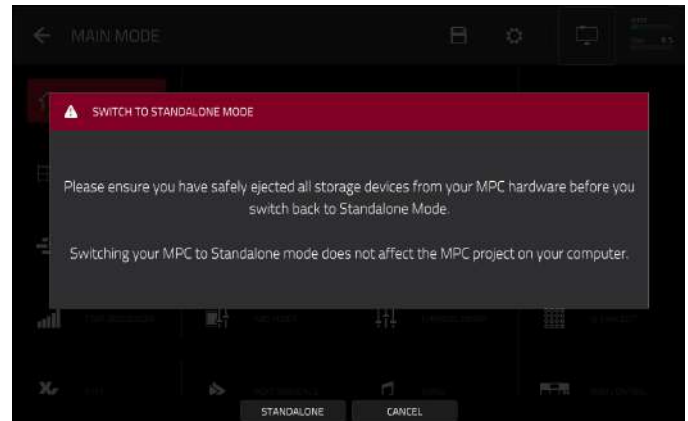 MAIN MODE
SWITCH TO STANDALONE MODE
Please ensure you have safely ejected all storage devices from your MPC hardware before you
switch back to Standalone Mode.
Switching your MPC to Standalone mode does not affect the MPC project on your computer.
STANDALONE CANCEL